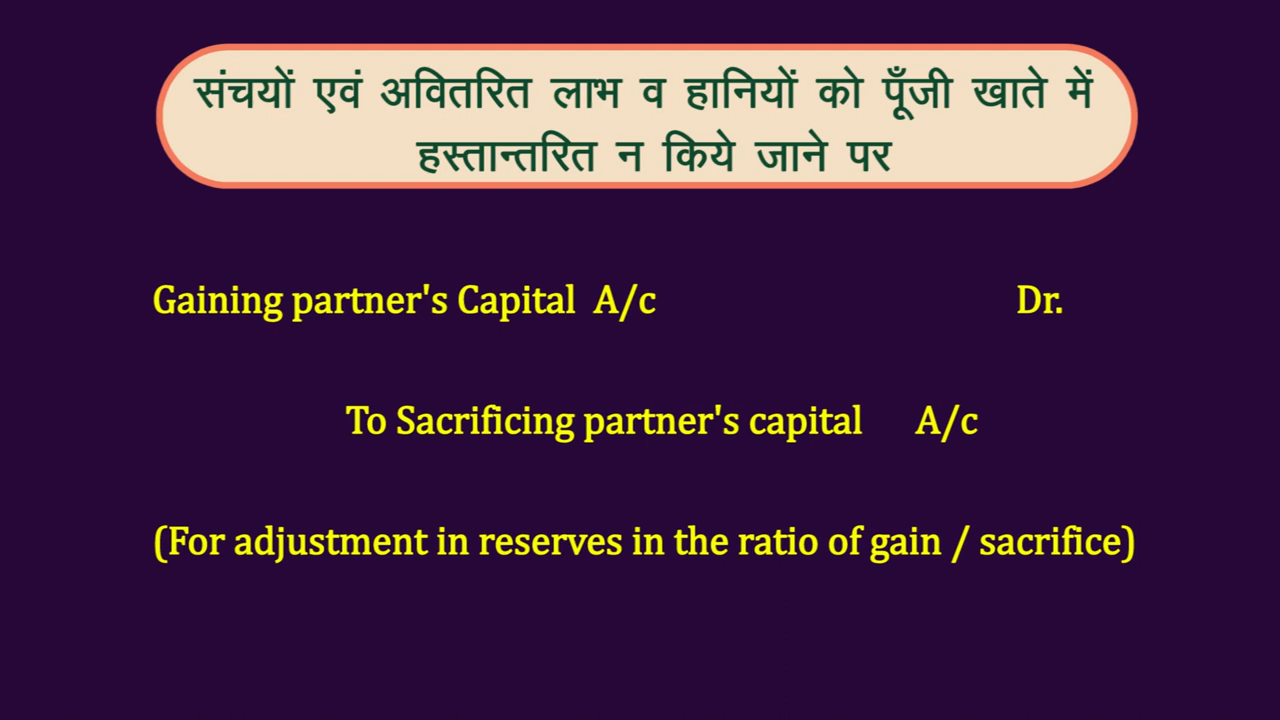 संचयों एवं अवितरित लाभ व हानियों को पूँजी खाते में
हस्तान्तरित न किये जाने पर
Gaining partner's Capital A/c Dr.
To Sacrificing partner's capital A/c
(For adjustment in reserves in the ratio of gain / sacrifice)